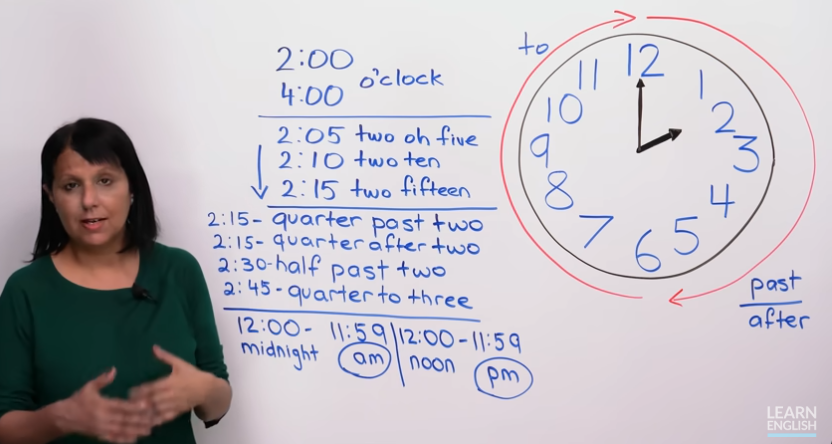 2:00
4:00 o'clock
2:05 two oh five
2:10 two ten
2:15 two fifteen
2:15- quarter past two
2:15- quarter after two
2:30-half past two
2:45-quarter to three
12:00- 11:59
midnight am
12:00-11:59
noon pm
to
12
1
2
3
4
5
6
7
8
9
10
11
past
after
LEARN
ENGLISH